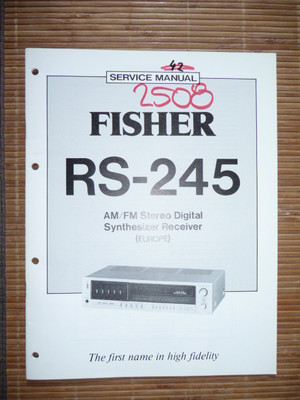 42
SERVICE MANUAL
2508
FISHER
RS-245
AM/FM Stereo Digital
Synthesizer Receiver
(EUROPE)
The first name in high fidelity